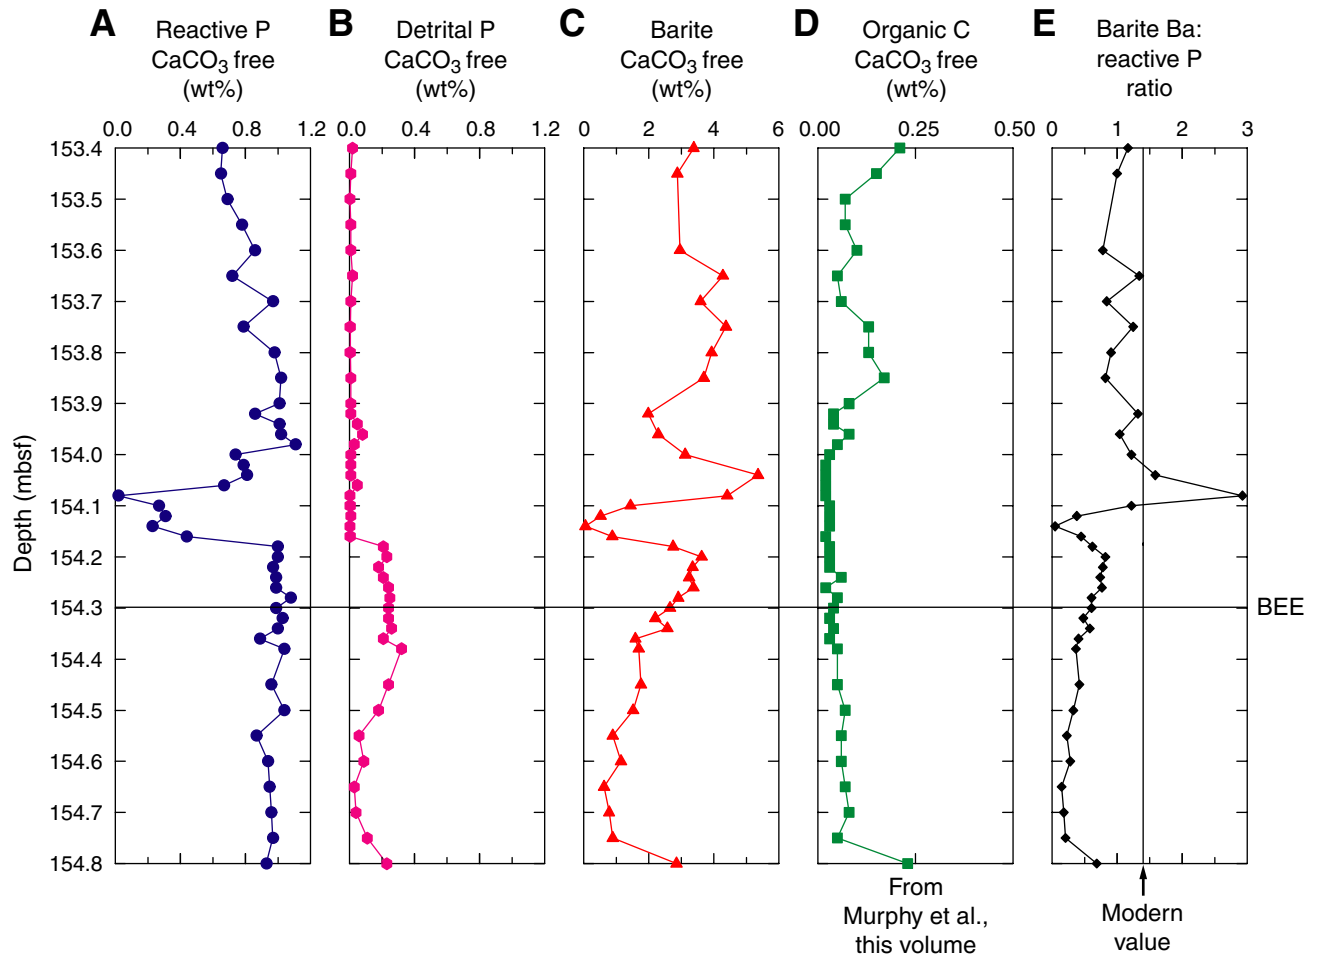 A
Reactive P
CaCO3 free
(wt%)
0.0 0.4 0.8 1.2
B
Detrital P
CaCO3 free
(wt%)
0.0 0.4 0.8 1.2
C
Barite
CaCO3 free
(wt%)
0 2 4 6
D
Organic C
CaCO3 free
(wt%)
0.00 0.25 0.50
E
Barite Ba:
reactive P
ratio
0 1 2 3
Depth (mbsf)
153.4
153.5
153.6
153.7
153.8
153.9
154.0
154.1
154.2
154.3
154.4
154.5
154.6
154.7
154.8
BEE
From
Murphy et al.,
this volume
Modern
value